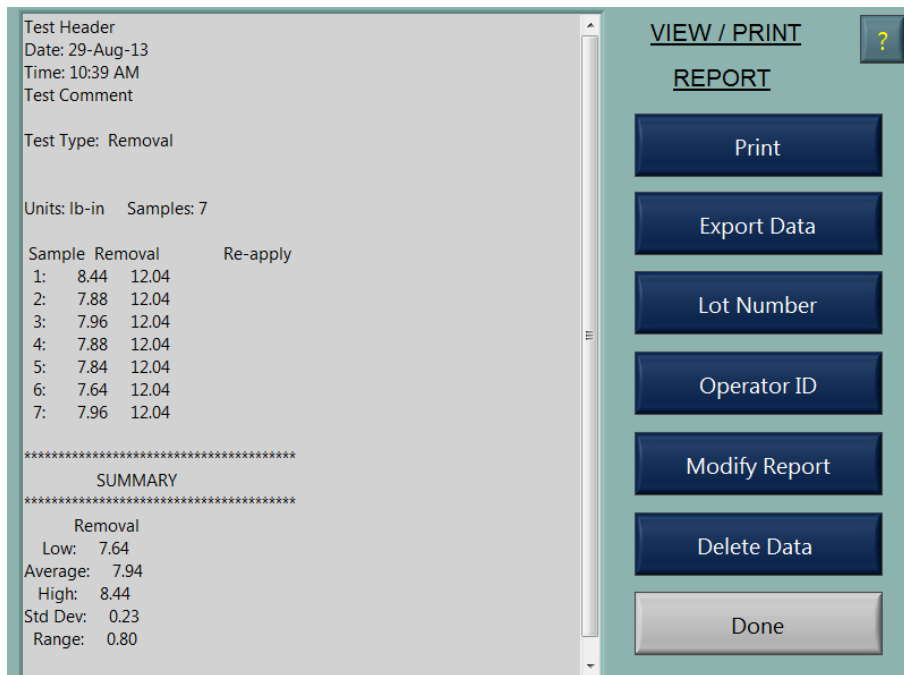 Test Header
Date: 29-Aug-13
Time: 10:39 AM
Test Comment
Test Type: Removal
Units: lb-in Samples: 7
Sample Removal Re-apply
1: 8.44 12.04
2: 7.88 12.04
3: 7.96 12.04
4: 7.88 12.04
5: 7.84 12.04
6: 7.64 12.04
7: 7.96 12.04
****************************************
SUMMARY
****************************************
Removal
Low: 7.64
Average: 7.94
High: 8.44
Std Dev: 0.23
Range: 0.80
VIEW / PRINT
REPORT
?
Print
Export Data
Lot Number
Operator ID
Modify Report
Delete Data
Done